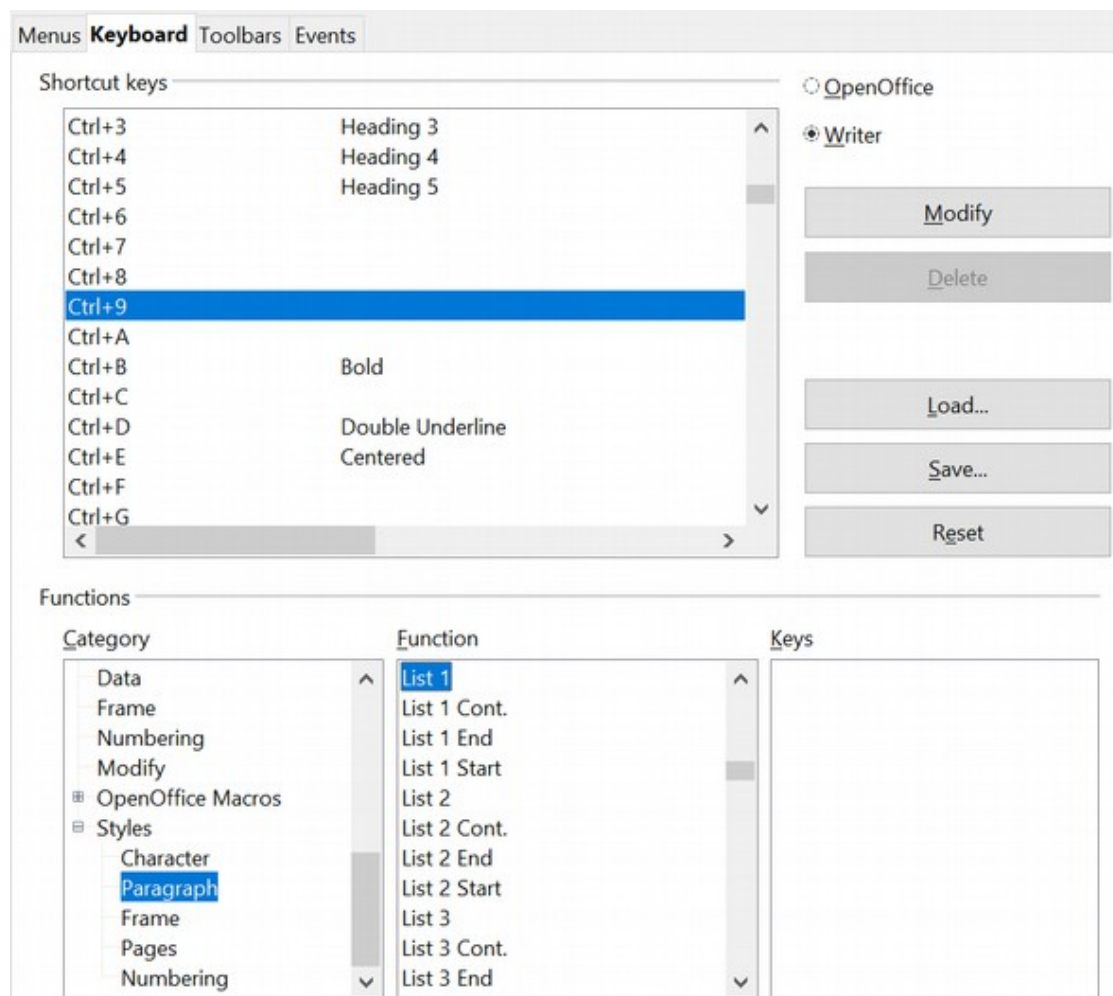 Menus Keyboard Toolbars Events
Shortcut keys
Ctrl+3 Heading 3
Ctrl+4 Heading 4
Ctrl+5 Heading 5
Ctrl+6
Ctrl+7
Ctrl+8
Ctrl+9
Ctrl+A
Ctrl+B Bold
Ctrl+C
Ctrl+D Double Underline
Ctrl+E Centered
Ctrl+F
Ctrl+G
OpenOffice
Writer
Modify
Delete
Load...
Save...
Reset
Functions
Category
Data
Frame
Numbering
Modify
OpenOffice Macros
Styles
Character
Paragraph
Frame
Pages
Numbering
Function
List 1
List 1 Cont.
List 1 End
List 1 Start
List 2
List 2 Cont.
List 2 End
List 2 Start
List 3
List 3 Cont.
List 3 End
Keys